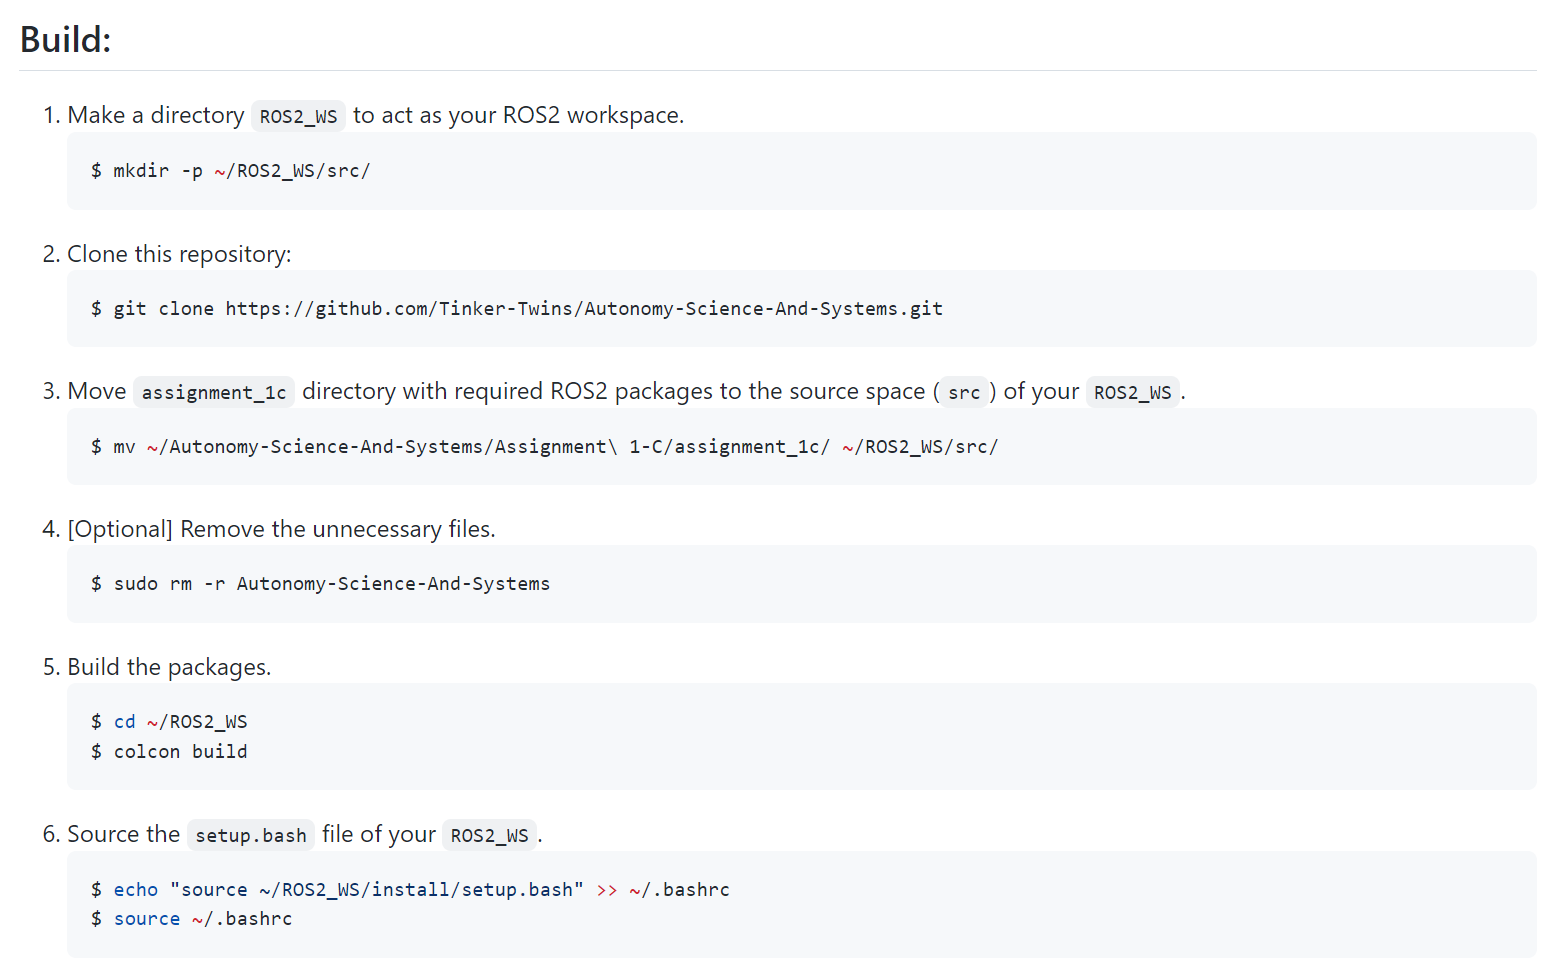 Build:
1. Make a directory ROS2_WS to act as your ROS2 workspace.
$ mkdir -p ~/ROS2_WS/src/
2. Clone this repository:
$ git clone https://github.com/Tinker-Twins/Autonomy-Science-And-Systems.git
3. Move assignment_1c directory with required ROS2 packages to the source space (src) of your ROS2_WS.
$ mv ~/Autonomy-Science-And-Systems/Assignment\ 1-C/assignment_1c/ ~/ROS2_WS/src/
4. [Optional] Remove the unnecessary files.
$ sudo rm -r Autonomy-Science-And-Systems
5. Build the packages.
$ cd ~/ROS2_WS
$ colcon build
6. Source the setup.bash file of your ROS2_WS.
$ echo "source ~/ROS2_WS/install/setup.bash" >> ~/.bashrc
$ source ~/.bashrc